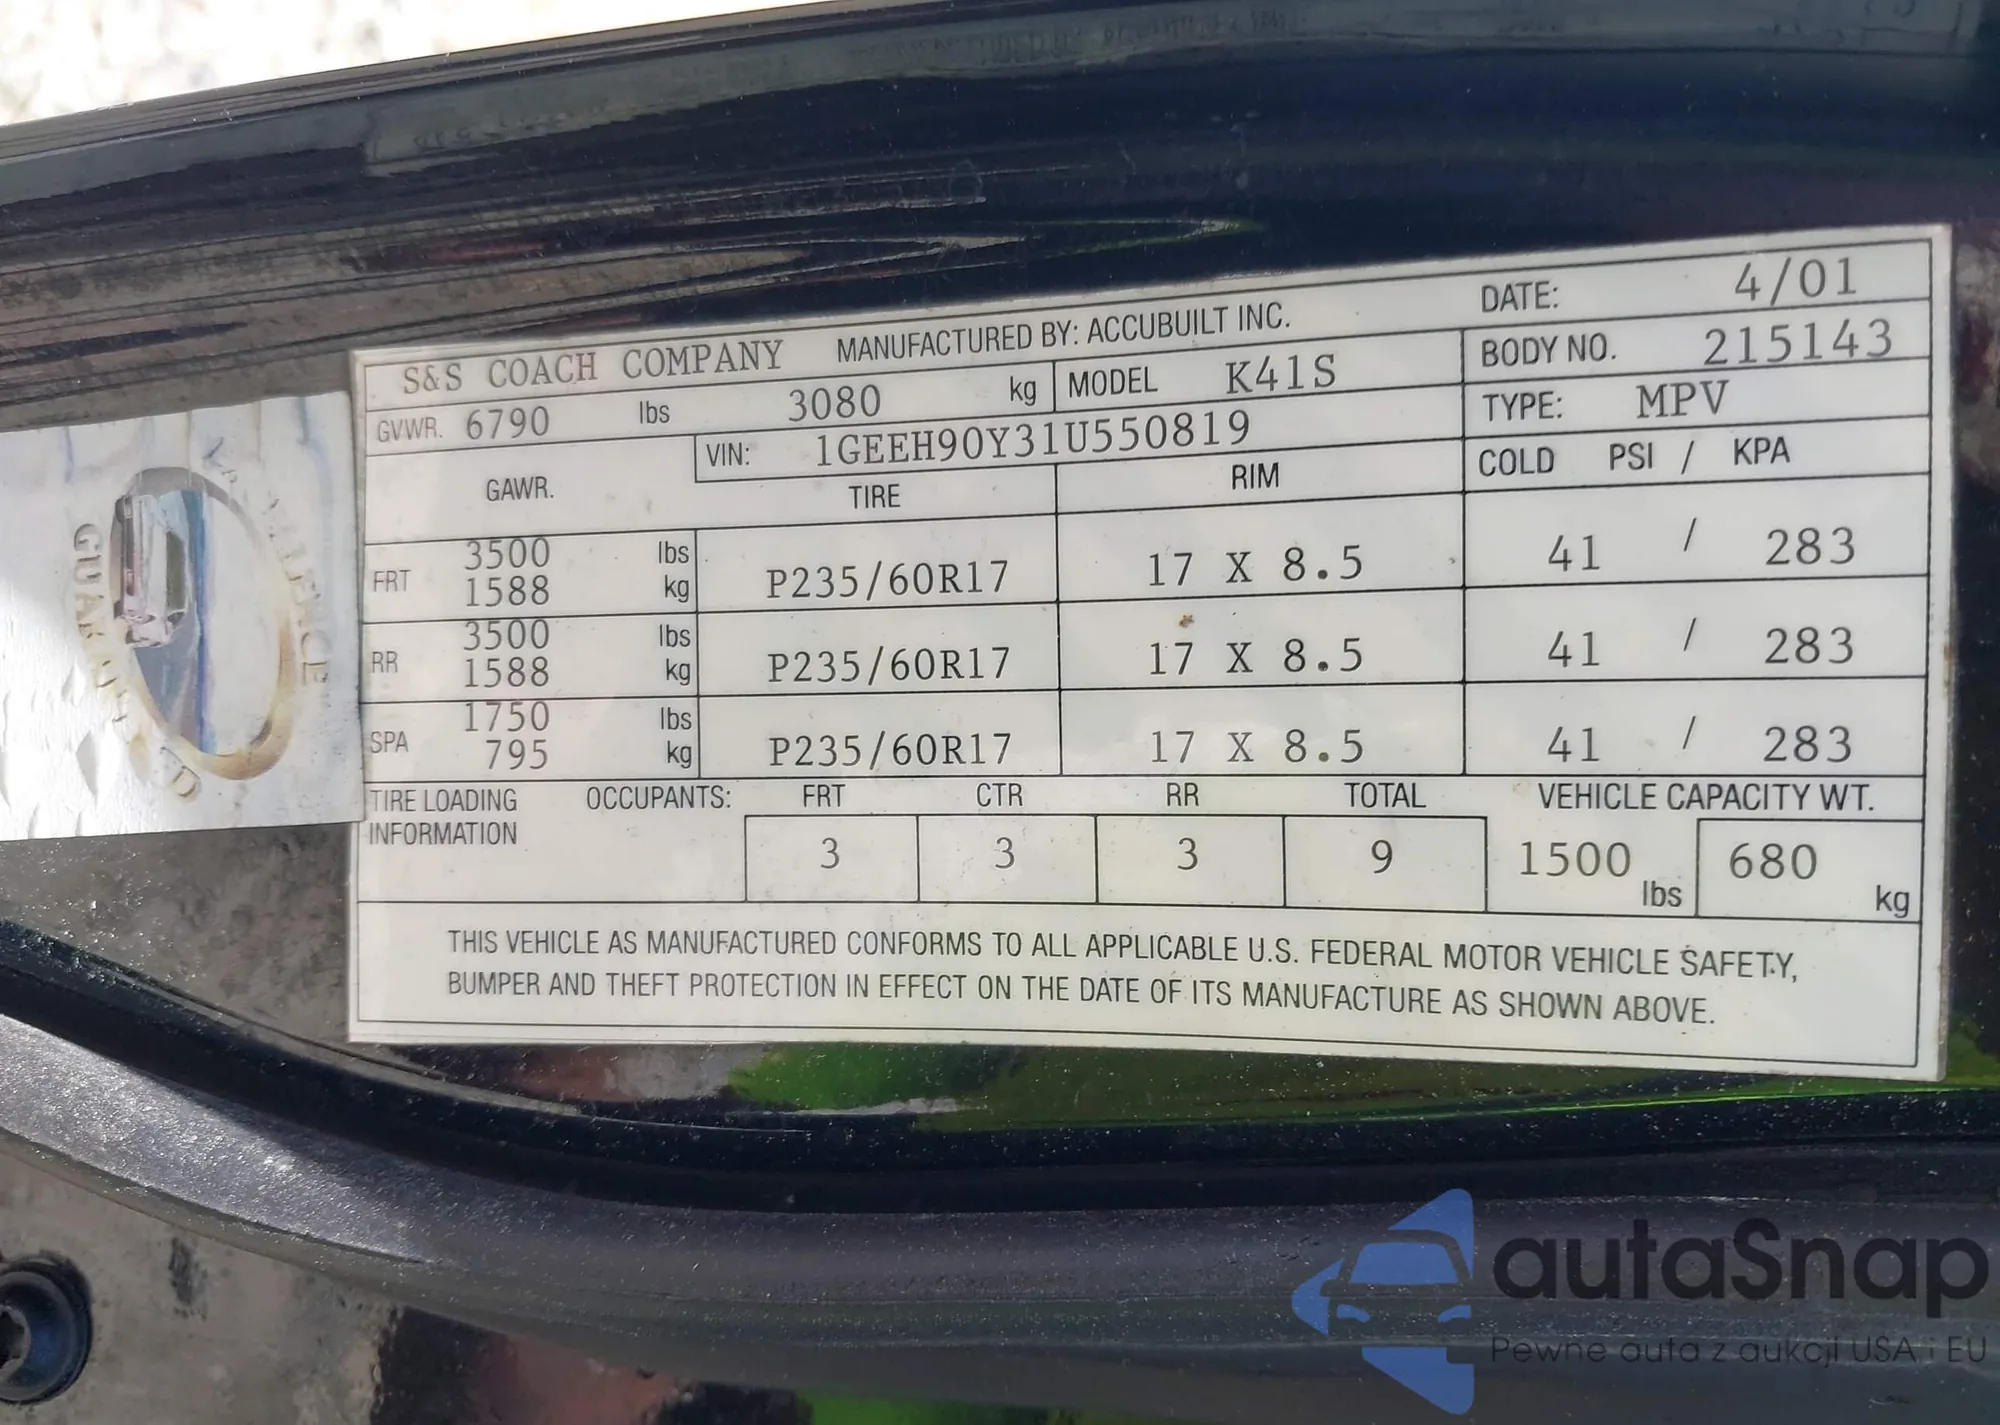 S&S COACH COMPANY MANUFACTURED BY: ACCUBUILT INC. DATE: 4/01
GVWR. 6790 lbs 3080 kg MODEL K41S BODY NO. 215143
VIN: 1GEEH90Y31U550819 TYPE: MPV
GAWR. TIRE RIM COLD PSI / KPA
FRT 3500 lbs 1588 kg P235/60R17 17 X 8.5 41 / 283
RR 3500 lbs 1588 kg P235/60R17 17 X 8.5 41 / 283
SPA 1750 lbs 795 kg P235/60R17 17 X 8.5 41 / 283
TIRE LOADING INFORMATION OCCUPANTS: FRT CTR RR TOTAL VEHICLE CAPACITY WT.
3 3 3 9 1500 lbs 680 kg
THIS VEHICLE AS MANUFACTURED CONFORMS TO ALL APPLICABLE U.S. FEDERAL MOTOR VEHICLE SAFETY,
BUMPER AND THEFT PROTECTION IN EFFECT ON THE DATE OF ITS MANUFACTURE AS SHOWN ABOVE.
autaSnap
Pewne auta z aukcji USA i EU